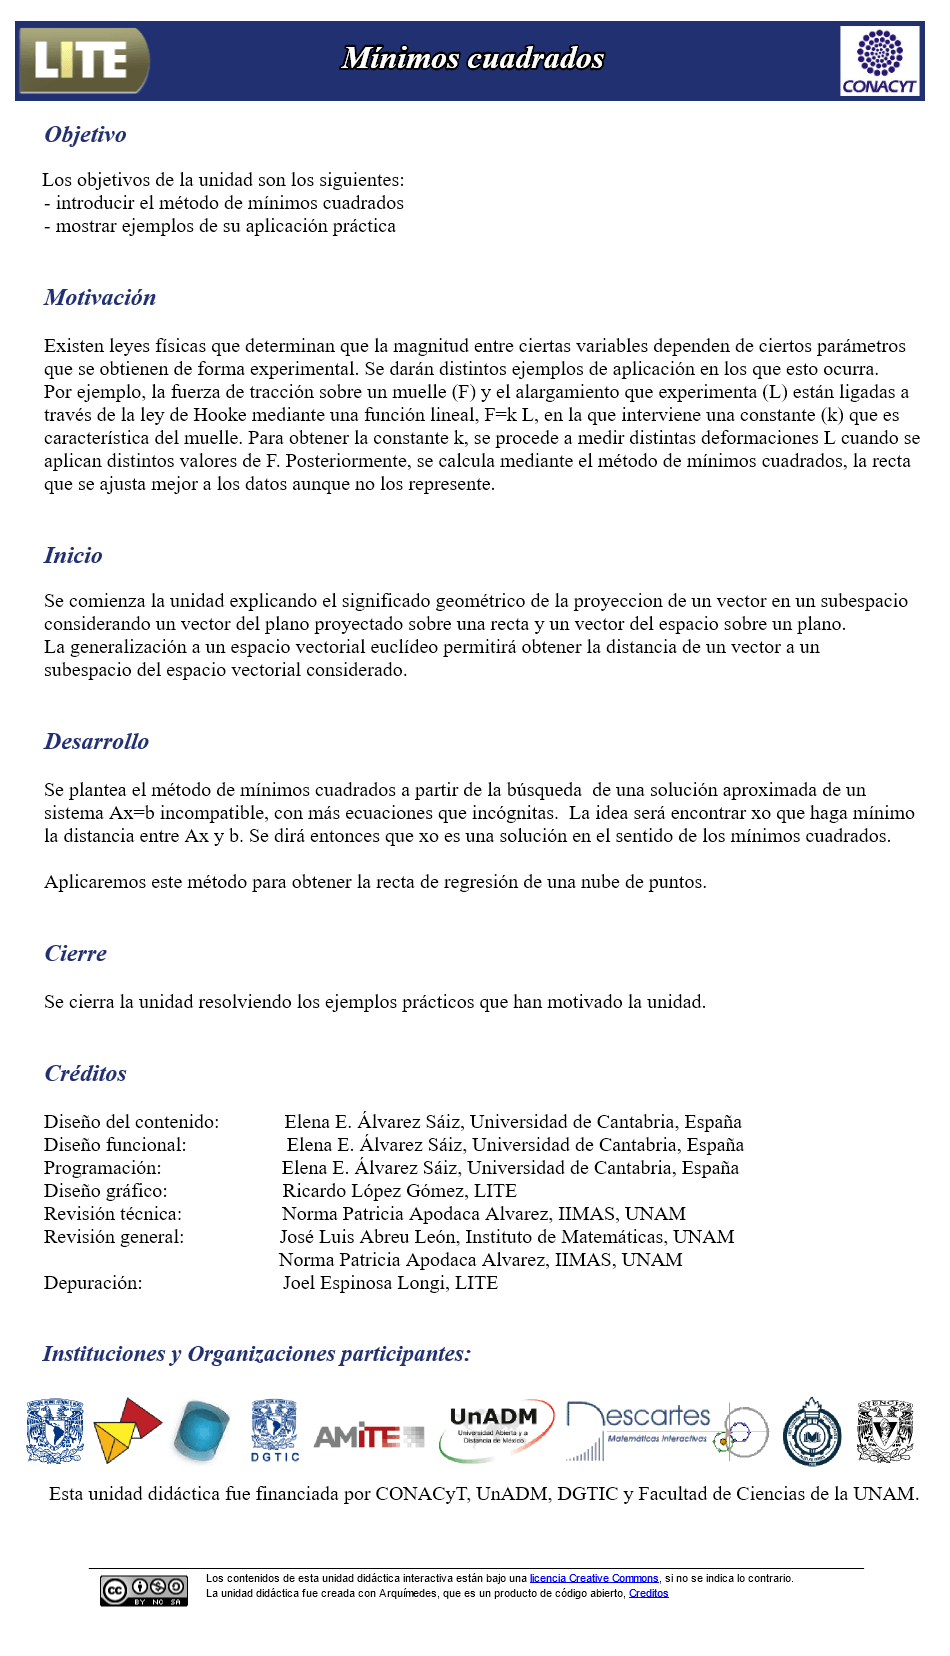 LITE
Mínimos cuadrados
CONACYT
Objetivo
Los objetivos de la unidad son los siguientes:
- introducir el método de mínimos cuadrados
- mostrar ejemplos de su aplicación práctica
Motivación
Existen leyes físicas que determinan que la magnitud entre ciertas variables dependen de ciertos parámetros
que se obtienen de forma experimental. Se darán distintos ejemplos de aplicación en los que esto ocurra.
Por ejemplo, la fuerza de tracción sobre un muelle (F) y el alargamiento que experimenta (L) están ligadas a
través de la ley de Hooke mediante una función lineal, F=k L, en la que interviene una constante (k) que es
característica del muelle. Para obtener la constante k, se procede a medir distintas deformaciones L cuando se
aplican distintos valores de F. Posteriormente, se calcula mediante el método de mínimos cuadrados, la recta
que se ajusta mejor a los datos aunque no los represente.
Inicio
Se comienza la unidad explicando el significado geométrico de la proyeccion de un vector en un subespacio
considerando un vector del plano proyectado sobre una recta y un vector del espacio sobre un plano.
La generalización a un espacio vectorial euclídeo permitirá obtener la distancia de un vector a un
subespacio del espacio vectorial considerado.
Desarrollo
Se plantea el método de mínimos cuadrados a partir de la búsqueda  de una solución aproximada de un
sistema Ax=b incompatible, con más ecuaciones que incógnitas.  La idea será encontrar xo que haga mínimo
la distancia entre Ax y b. Se dirá entonces que xo es una solución en el sentido de los mínimos cuadrados.
Aplicaremos este método para obtener la recta de regresión de una nube de puntos.
Cierre
Se cierra la unidad resolviendo los ejemplos prácticos que han motivado la unidad.
Créditos
Diseño del contenido: Elena E. Álvarez Sáiz, Universidad de Cantabria, España
Diseño funcional: Elena E. Álvarez Sáiz, Universidad de Cantabria, España
Programación: Elena E. Álvarez Sáiz, Universidad de Cantabria, España
Diseño gráfico: Ricardo López Gómez, LITE
Revisión técnica: Norma Patricia Apodaca Alvarez, IIMAS, UNAM
Revisión general: José Luis Abreu León, Instituto de Matemáticas, UNAM
Norma Patricia Apodaca Alvarez, IIMAS, UNAM
Depuración: Joel Espinosa Longi, LITE
Instituciones y Organizaciones participantes:
DGTIC
AMiTE
UnADM
Universidad Abierta y a
Distancia de México
Descartes
Matemáticas Interactivas
CIENCIAS
Esta unidad didáctica fue financiada por CONACyT, UnADM, DGTIC y Facultad de Ciencias de la UNAM.
cc BY NC SA
Los contenidos de esta unidad didáctica interactiva están bajo una licencia Creative Commons, si no se indica lo contrario.
La unidad didáctica fue creada con Arquímedes, que es un producto de código abierto, Creditos